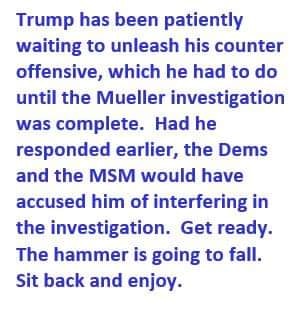 Trump has been patiently
waiting to unleash his counter
offensive, which he had to do
until the Mueller investigation
was complete.  Had he
responded earlier, the Dems
and the MSM would have
accused him of interfering in
the investigation.  Get ready.
The hammer is going to fall.
Sit back and enjoy.